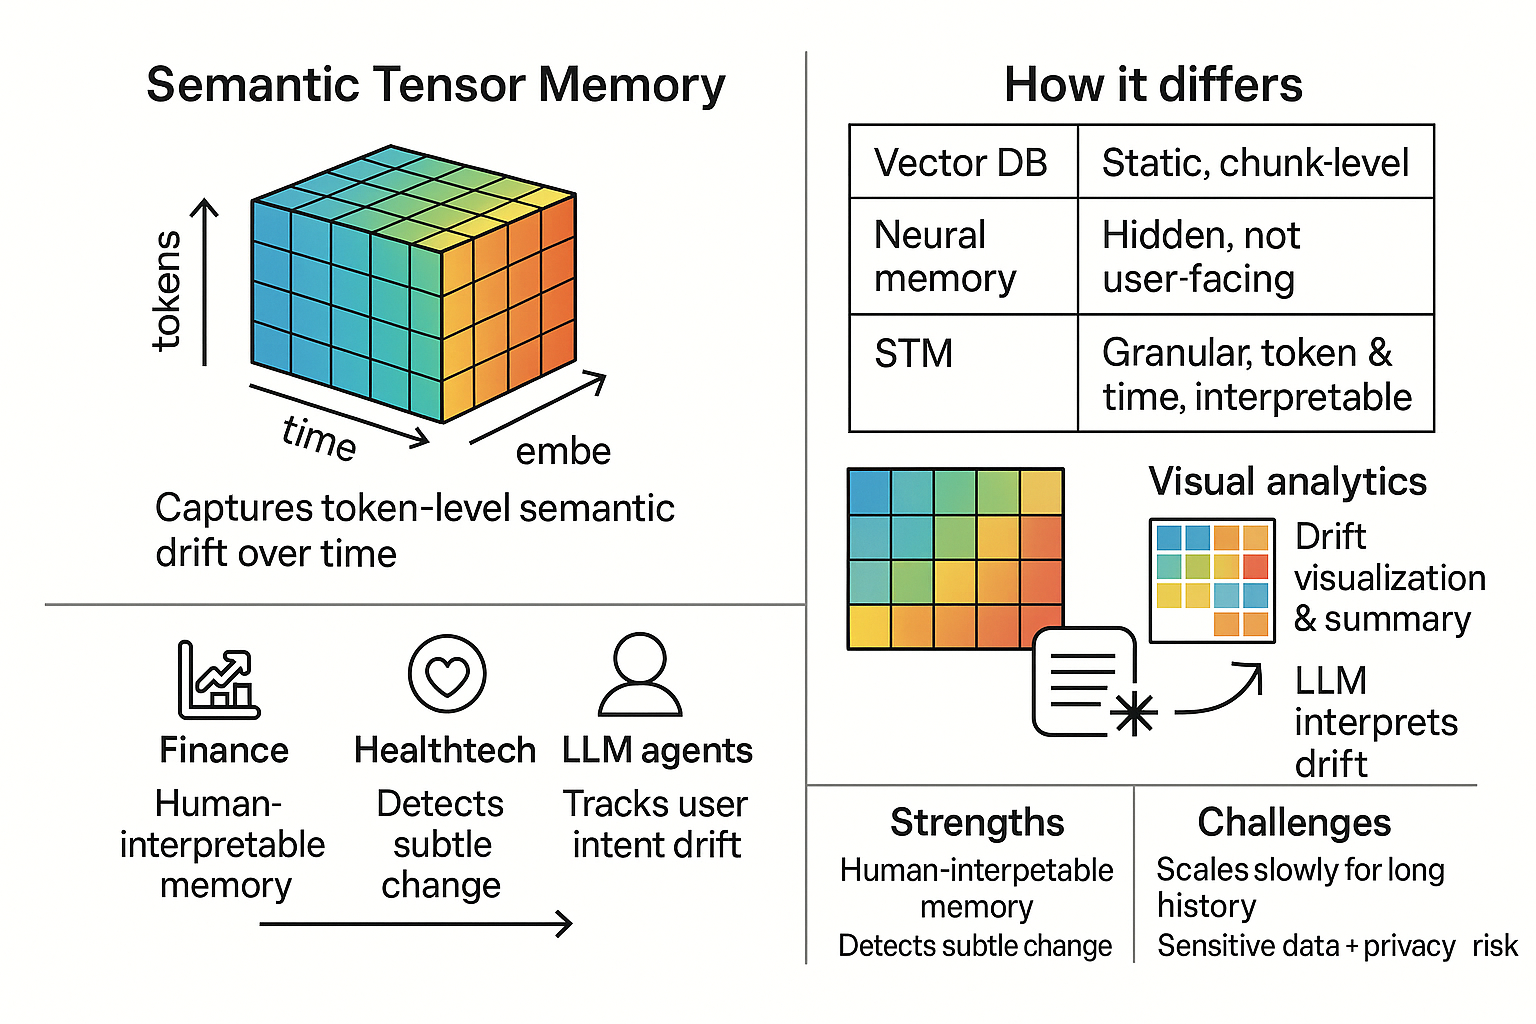 Semantic Tensor Memory
tokens
time
embe
Captures token-level semantic
drift over time
Finance
Human-
interpretable
memory
Healthtech
Detects
subtle
change
LLM agents
Tracks user
intent drift
How it differs
Vector DB
Static, chunk-level
Neural
memory
Hidden, not
user-facing
STM
Granular, token &
time, interpretable
Visual analytics
Drift
visualization
& summary
LLM
interprets
drift
Strengths
Human-interpetable
memory
Detects subtle change
Challenges
Scales slowly for long
history
Sensitive data + privacy risk